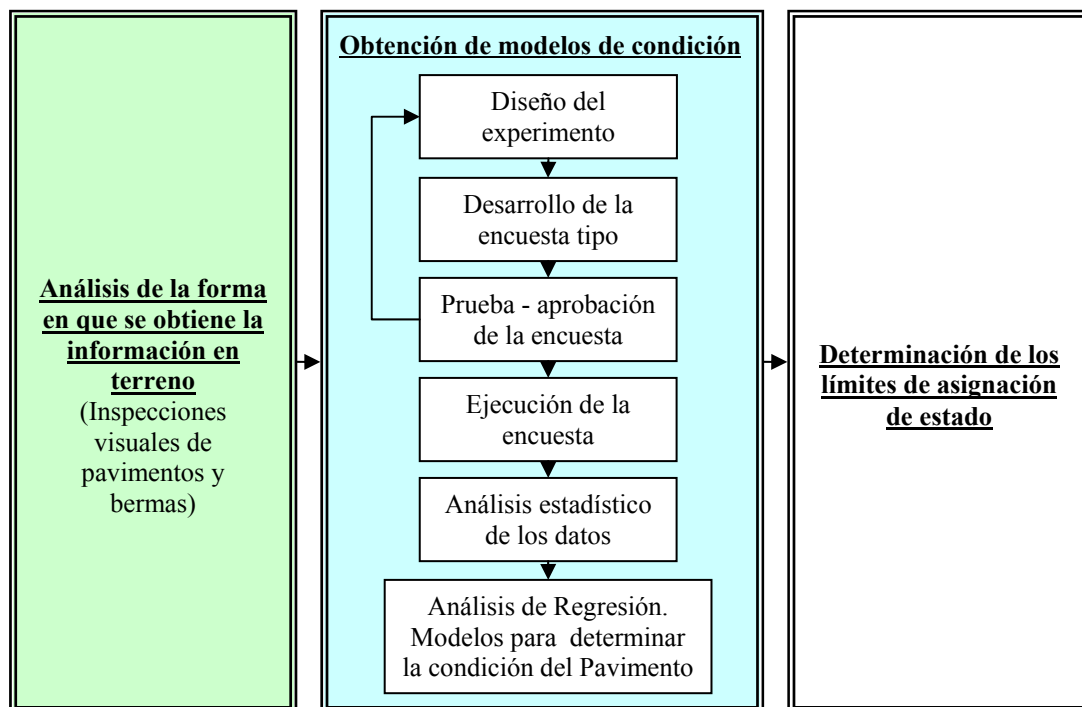 Análisis de la forma
en que se obtiene la
información en
terreno
(Inspecciones
visuales de
pavimentos y
bermas)
Obtención de modelos de condición
Diseño del
experimento
Desarrollo de la
encuesta tipo
Prueba - aprobación
de la encuesta
Ejecución de la
encuesta
Análisis estadístico
de los datos
Análisis de Regresión.
Modelos para determinar
la condición del Pavimento
Determinación de los
límites de asignación
de estado